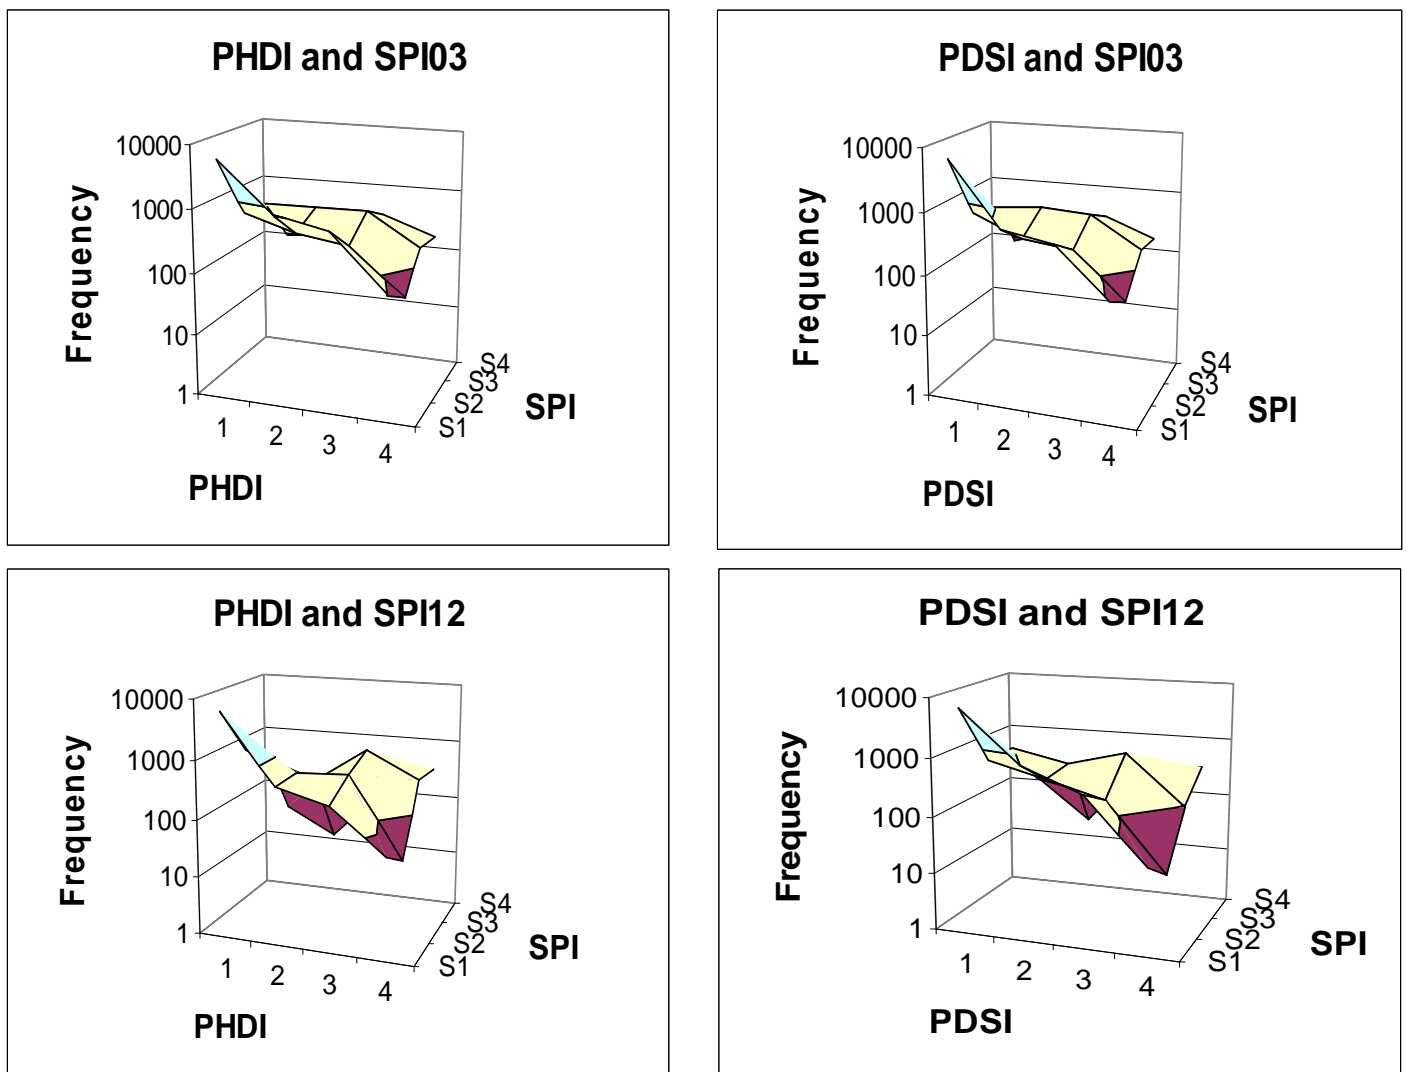 PHDI and SPI03
10000
1000
100
10
1
Frequency
1
2
3
4
PHDI
S1
S2
S3
S4
SPI
PDSI and SPI03
10000
1000
100
10
1
Frequency
1
2
3
4
PDSI
S1
S2
S3
S4
SPI
PHDI and SPI12
10000
1000
100
10
1
Frequency
1
2
3
4
PHDI
S1
S2
S3
S4
SPI
PDSI and SPI12
10000
1000
100
10
1
Frequency
1
2
3
4
PDSI
S1
S2
S3
S4
SPI